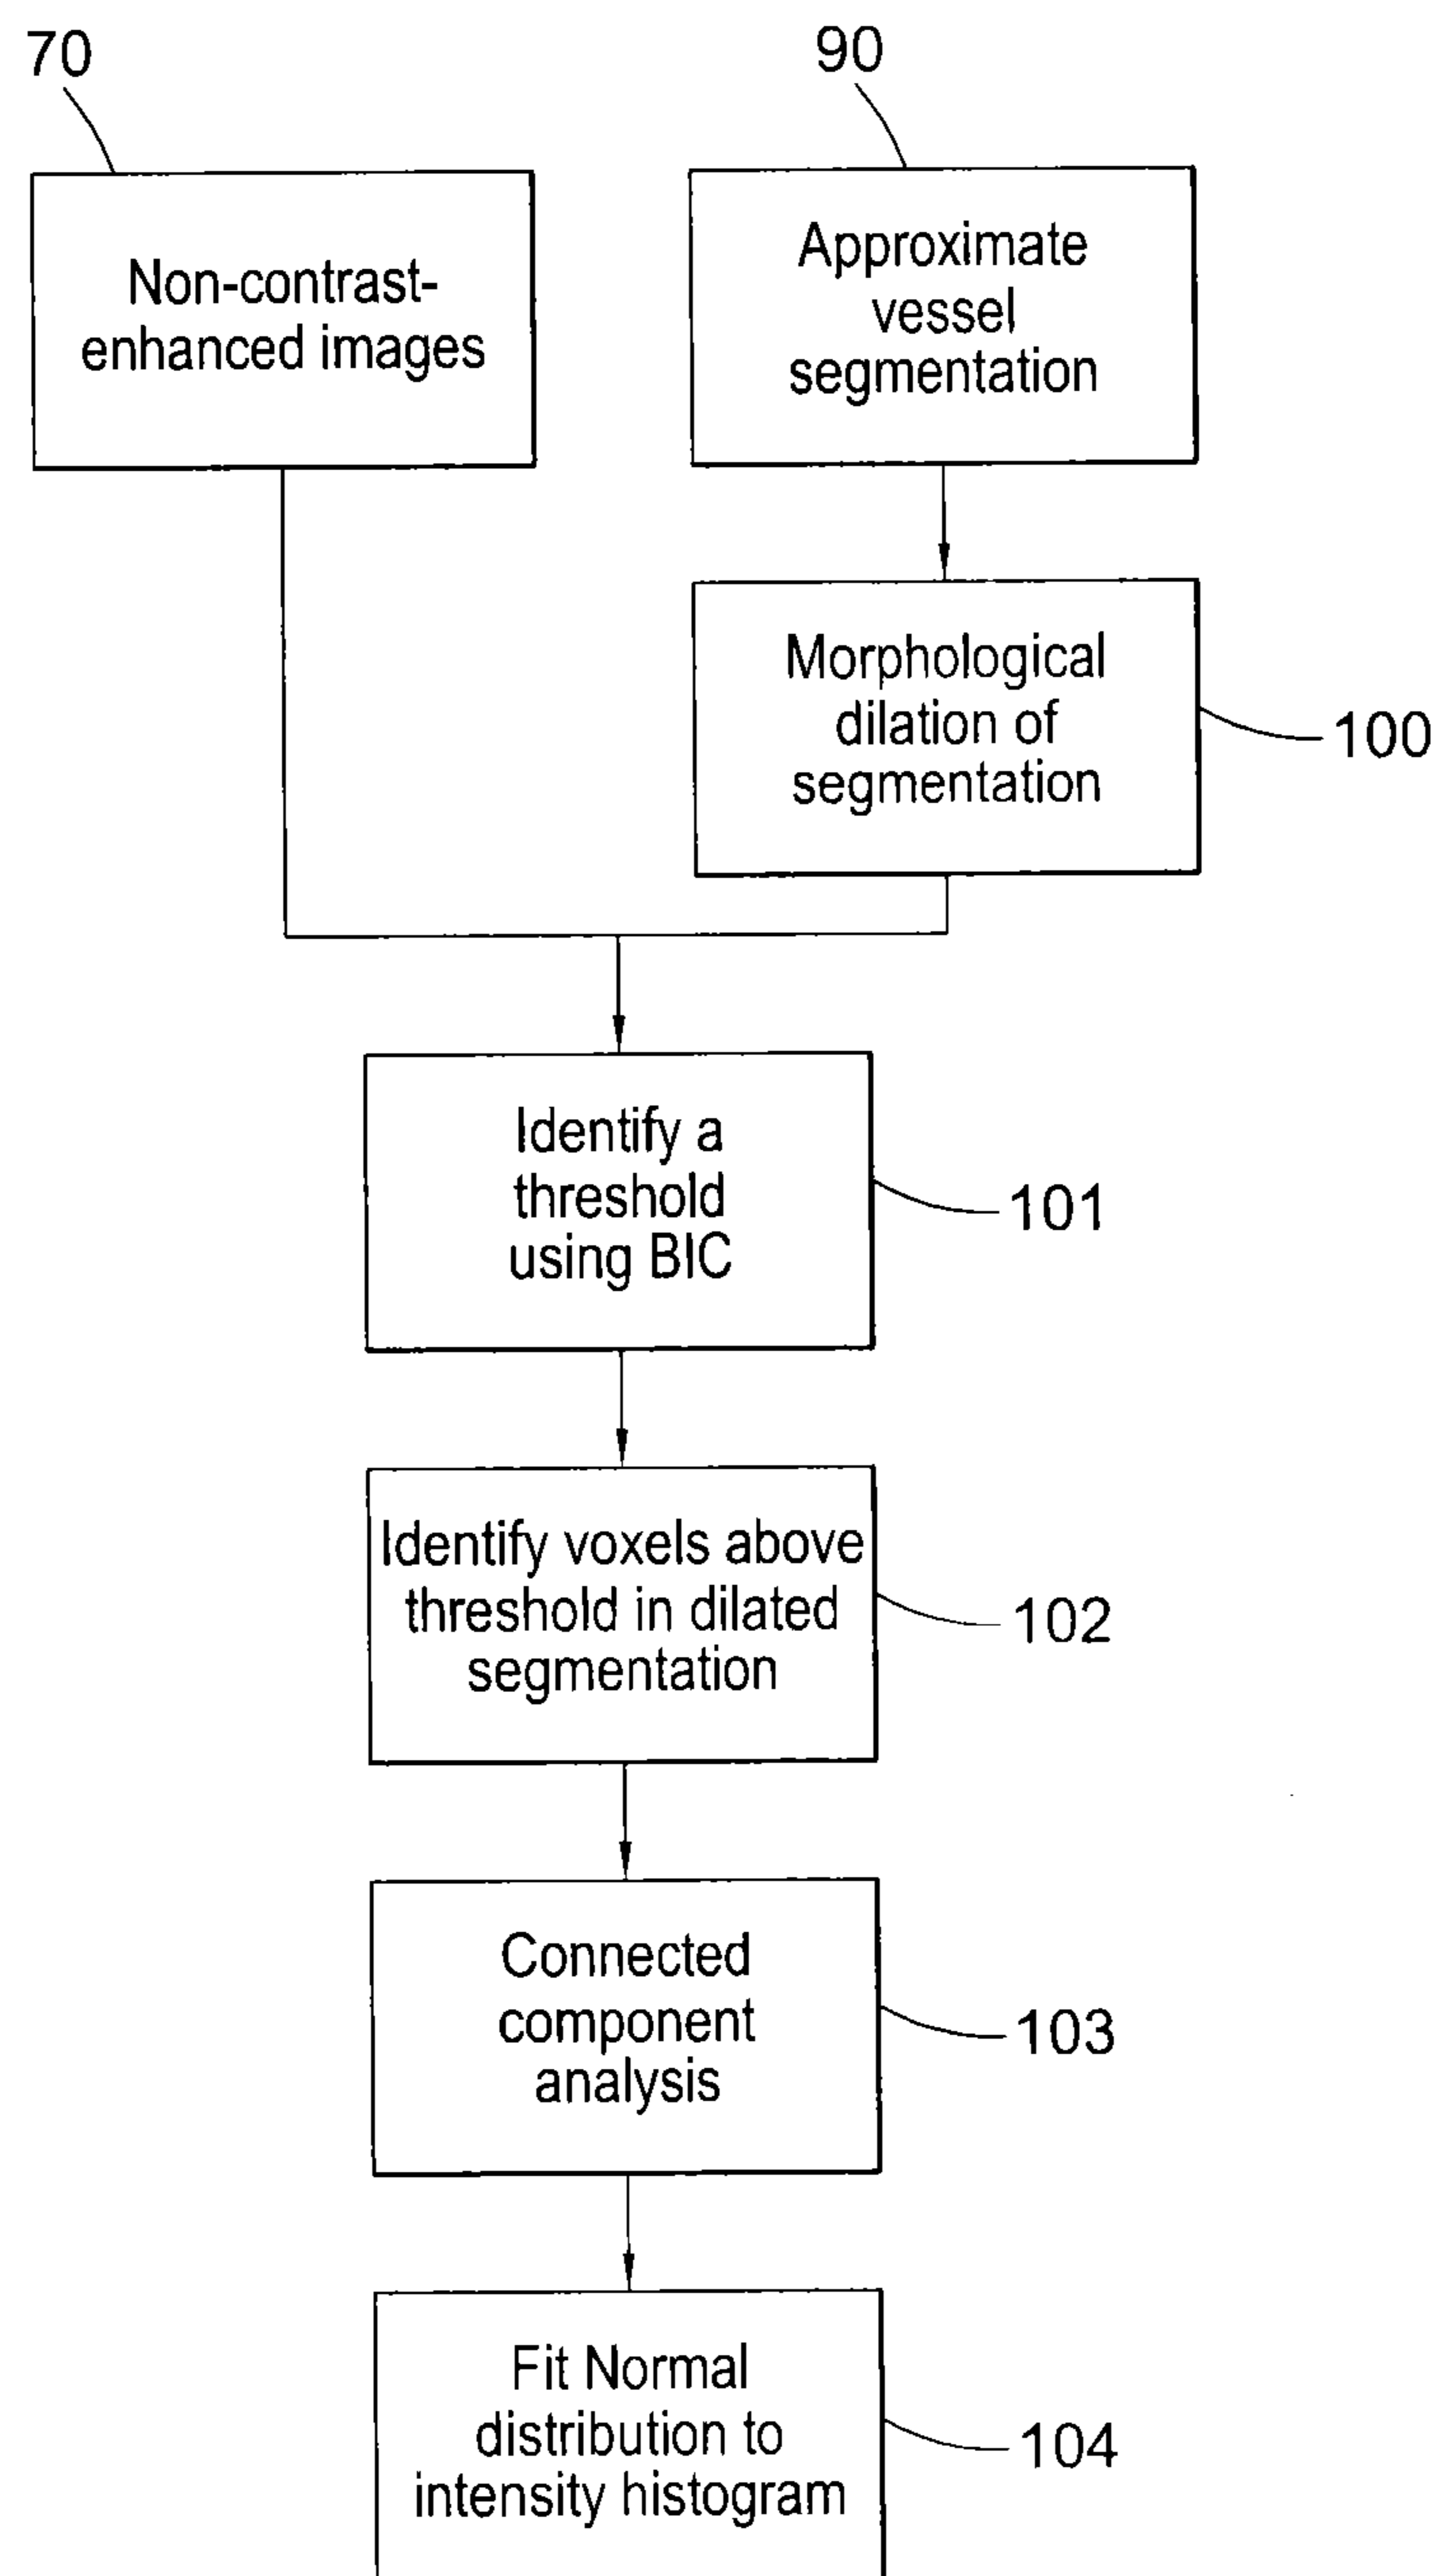 70
90
Non-contrast-
enhanced images
Approximate
vessel
segmentation
Morphological
dilation of
segmentation
100
Identify a
threshold
using BIC
101
Identify voxels above
threshold in dilated
segmentation
102
Connected
component
analysis
103
Fit Normal
distribution to
intensity histogram
104